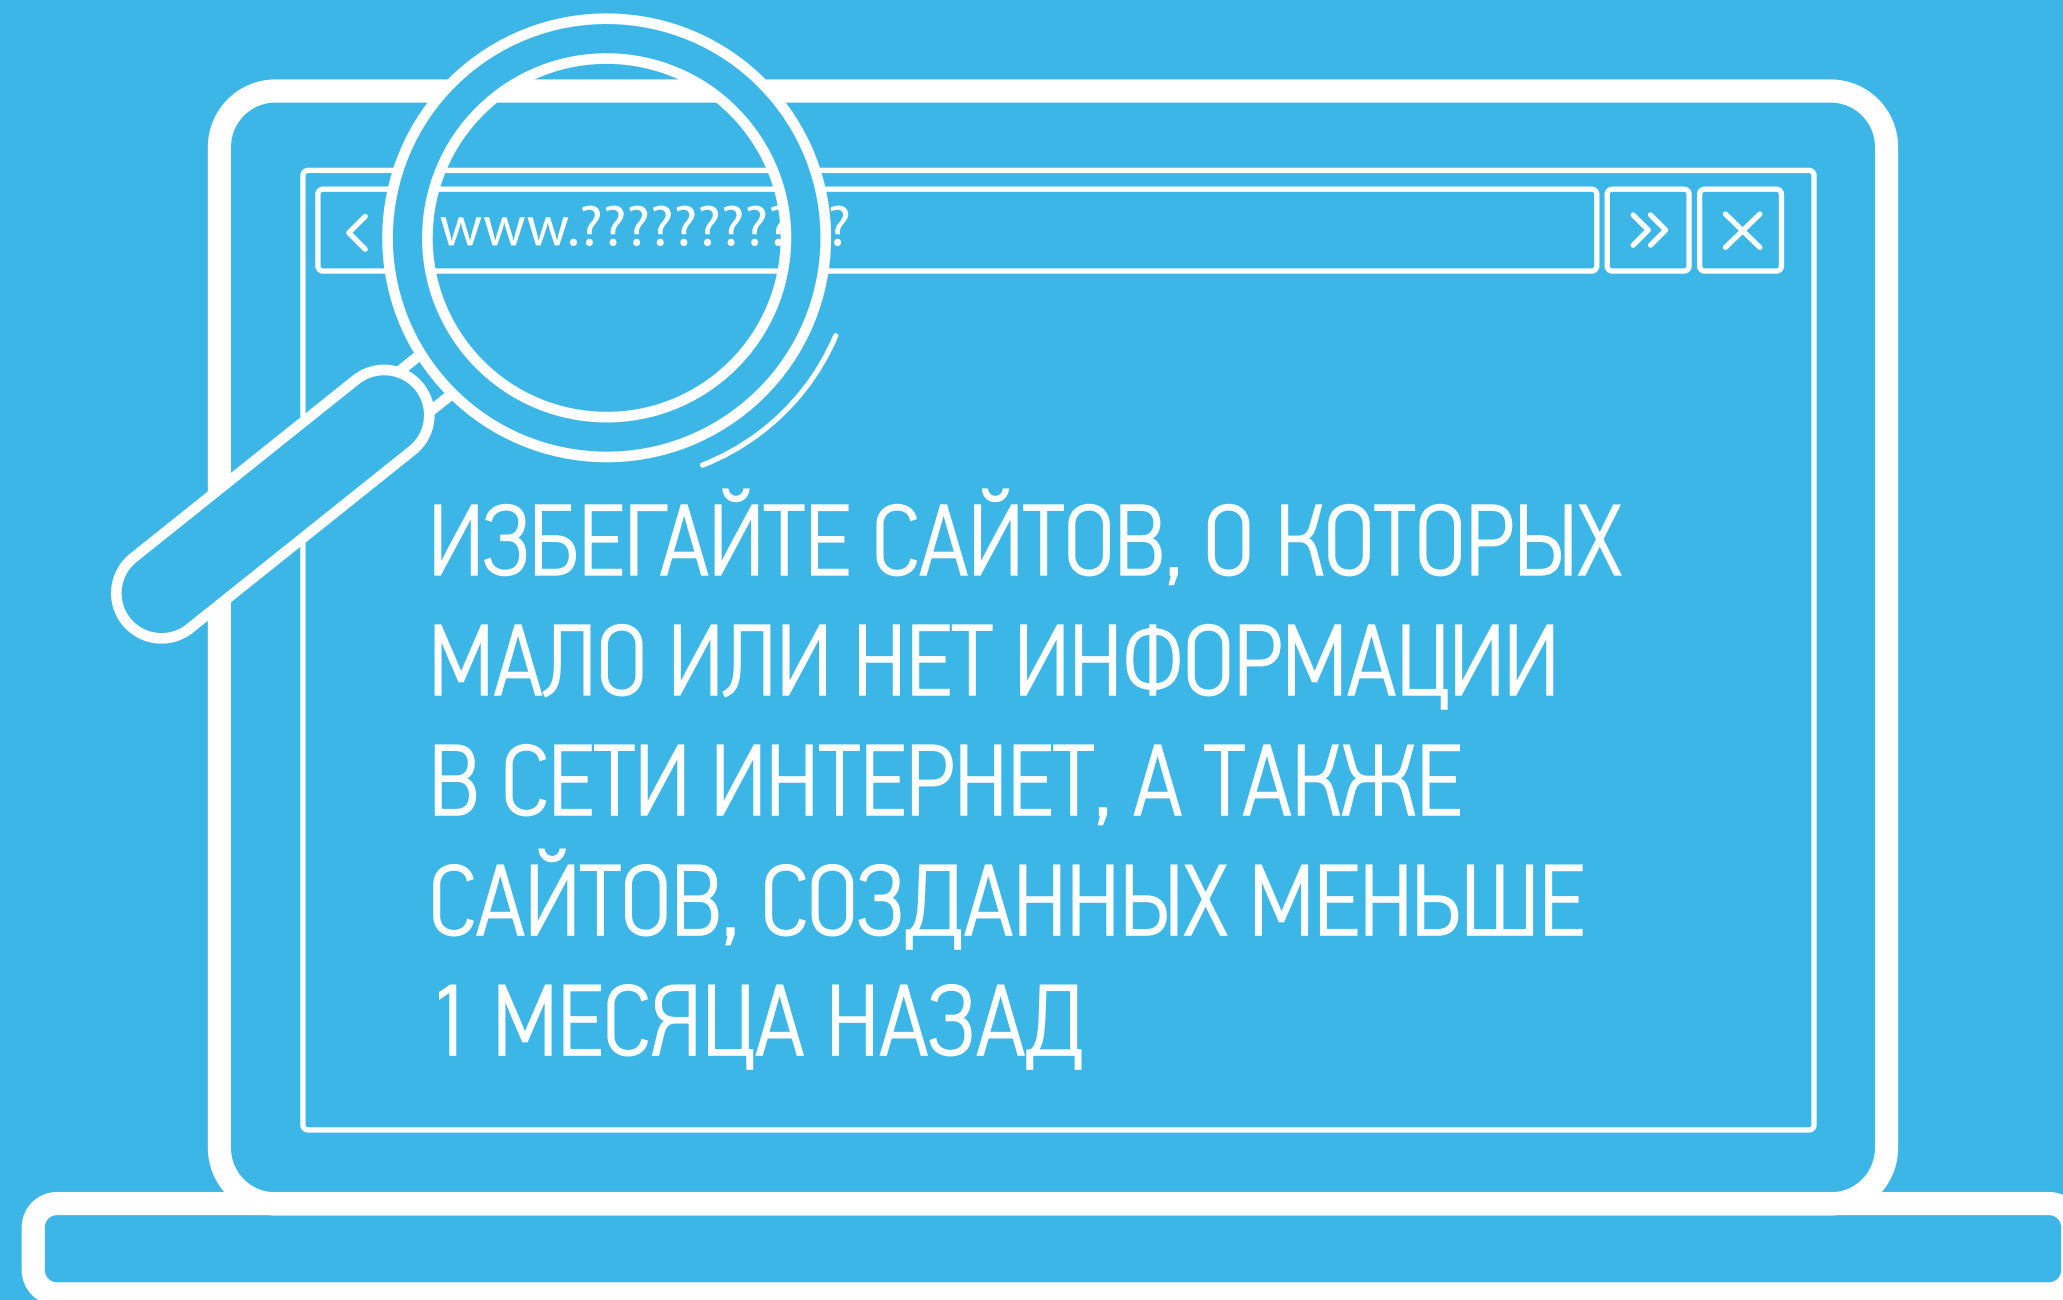 www.???????????
ИЗБЕГАЙТЕ САЙТОВ, О КОТОРЫХ
МАЛО ИЛИ НЕТ ИНФОРМАЦИИ
В СЕТИ ИНТЕРНЕТ, А ТАКЖЕ
САЙТОВ, СОЗДАННЫХ МЕНЬШЕ
1 МЕСЯЦА НАЗАД